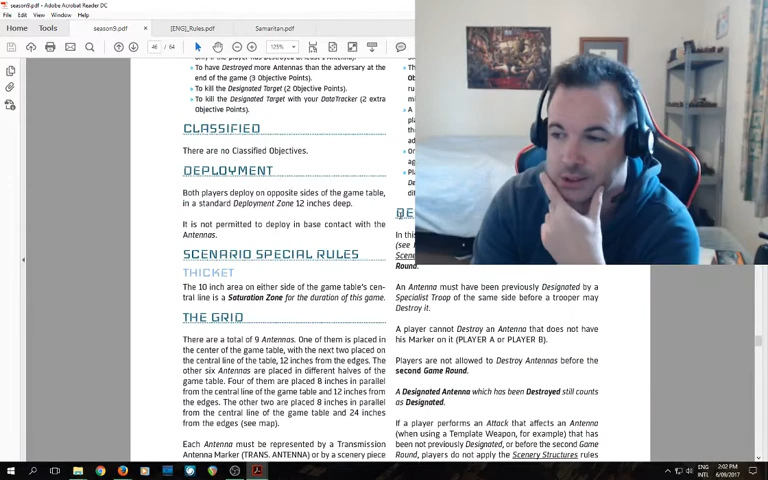 season9.pdf - Adobe Acrobat Reader DC
File Edit View Window Help
Home Tools season9.pdf × [ENG]_Rules.pdf Samaritan.pdf
46 / 64 125%
To have Destroyed more Antennas than the adversary at the
end of the game (3 Objective Points).
To kill the Designated Target (2 Objective Points).
To kill the Designated Target with your DataTracker (2 extra
Objective Points).
CLASSIFIED
There are no Classified Objectives.
DEPLOYMENT
Both players deploy on opposite sides of the game table,
in a standard Deployment Zone 12 inches deep.
It is not permitted to deploy in base contact with the
Antennas.
SCENARIO SPECIAL RULES
THICKET
The 10 inch area on either side of the game table's cen-
tral line is a Saturation Zone for the duration of this game.
THE GRID
There are a total of 9 Antennas. One of them is placed in
the center of the game table, with the next two placed on
the central line of the table, 12 inches from the edges. The
other six Antennas are placed in different halves of the
game table. Four of them are placed 8 inches in parallel
from the central line of the game table and 12 inches from
the edges. The other two are placed 8 inches in parallel
from the central line of the game table and 24 inches
from the edges (see map).
Each Antenna must be represented by a Transmission
Antenna Marker (TRANS. ANTENNA) or by a scenery piece
In this
(see
Round.
An Antenna must have been previously Designated by a
Specialist Troop of the same side before a trooper may
Destroy it.
A player cannot Destroy an Antenna that does not have
his Marker on it (PLAYER A or PLAYER B).
Players are not allowed to Destroy Antennas before the
second Game Round.
A Designated Antenna which has been Destroyed still counts
as Designated.
If a player performs an Attack that affects an Antenna
(when using a Template Weapon, for example) that has
been not previously Designated, or before the second Game
Round, players do not apply the Scenery Structures rules
ENG
INTL
2:02 PM
6/09/2017